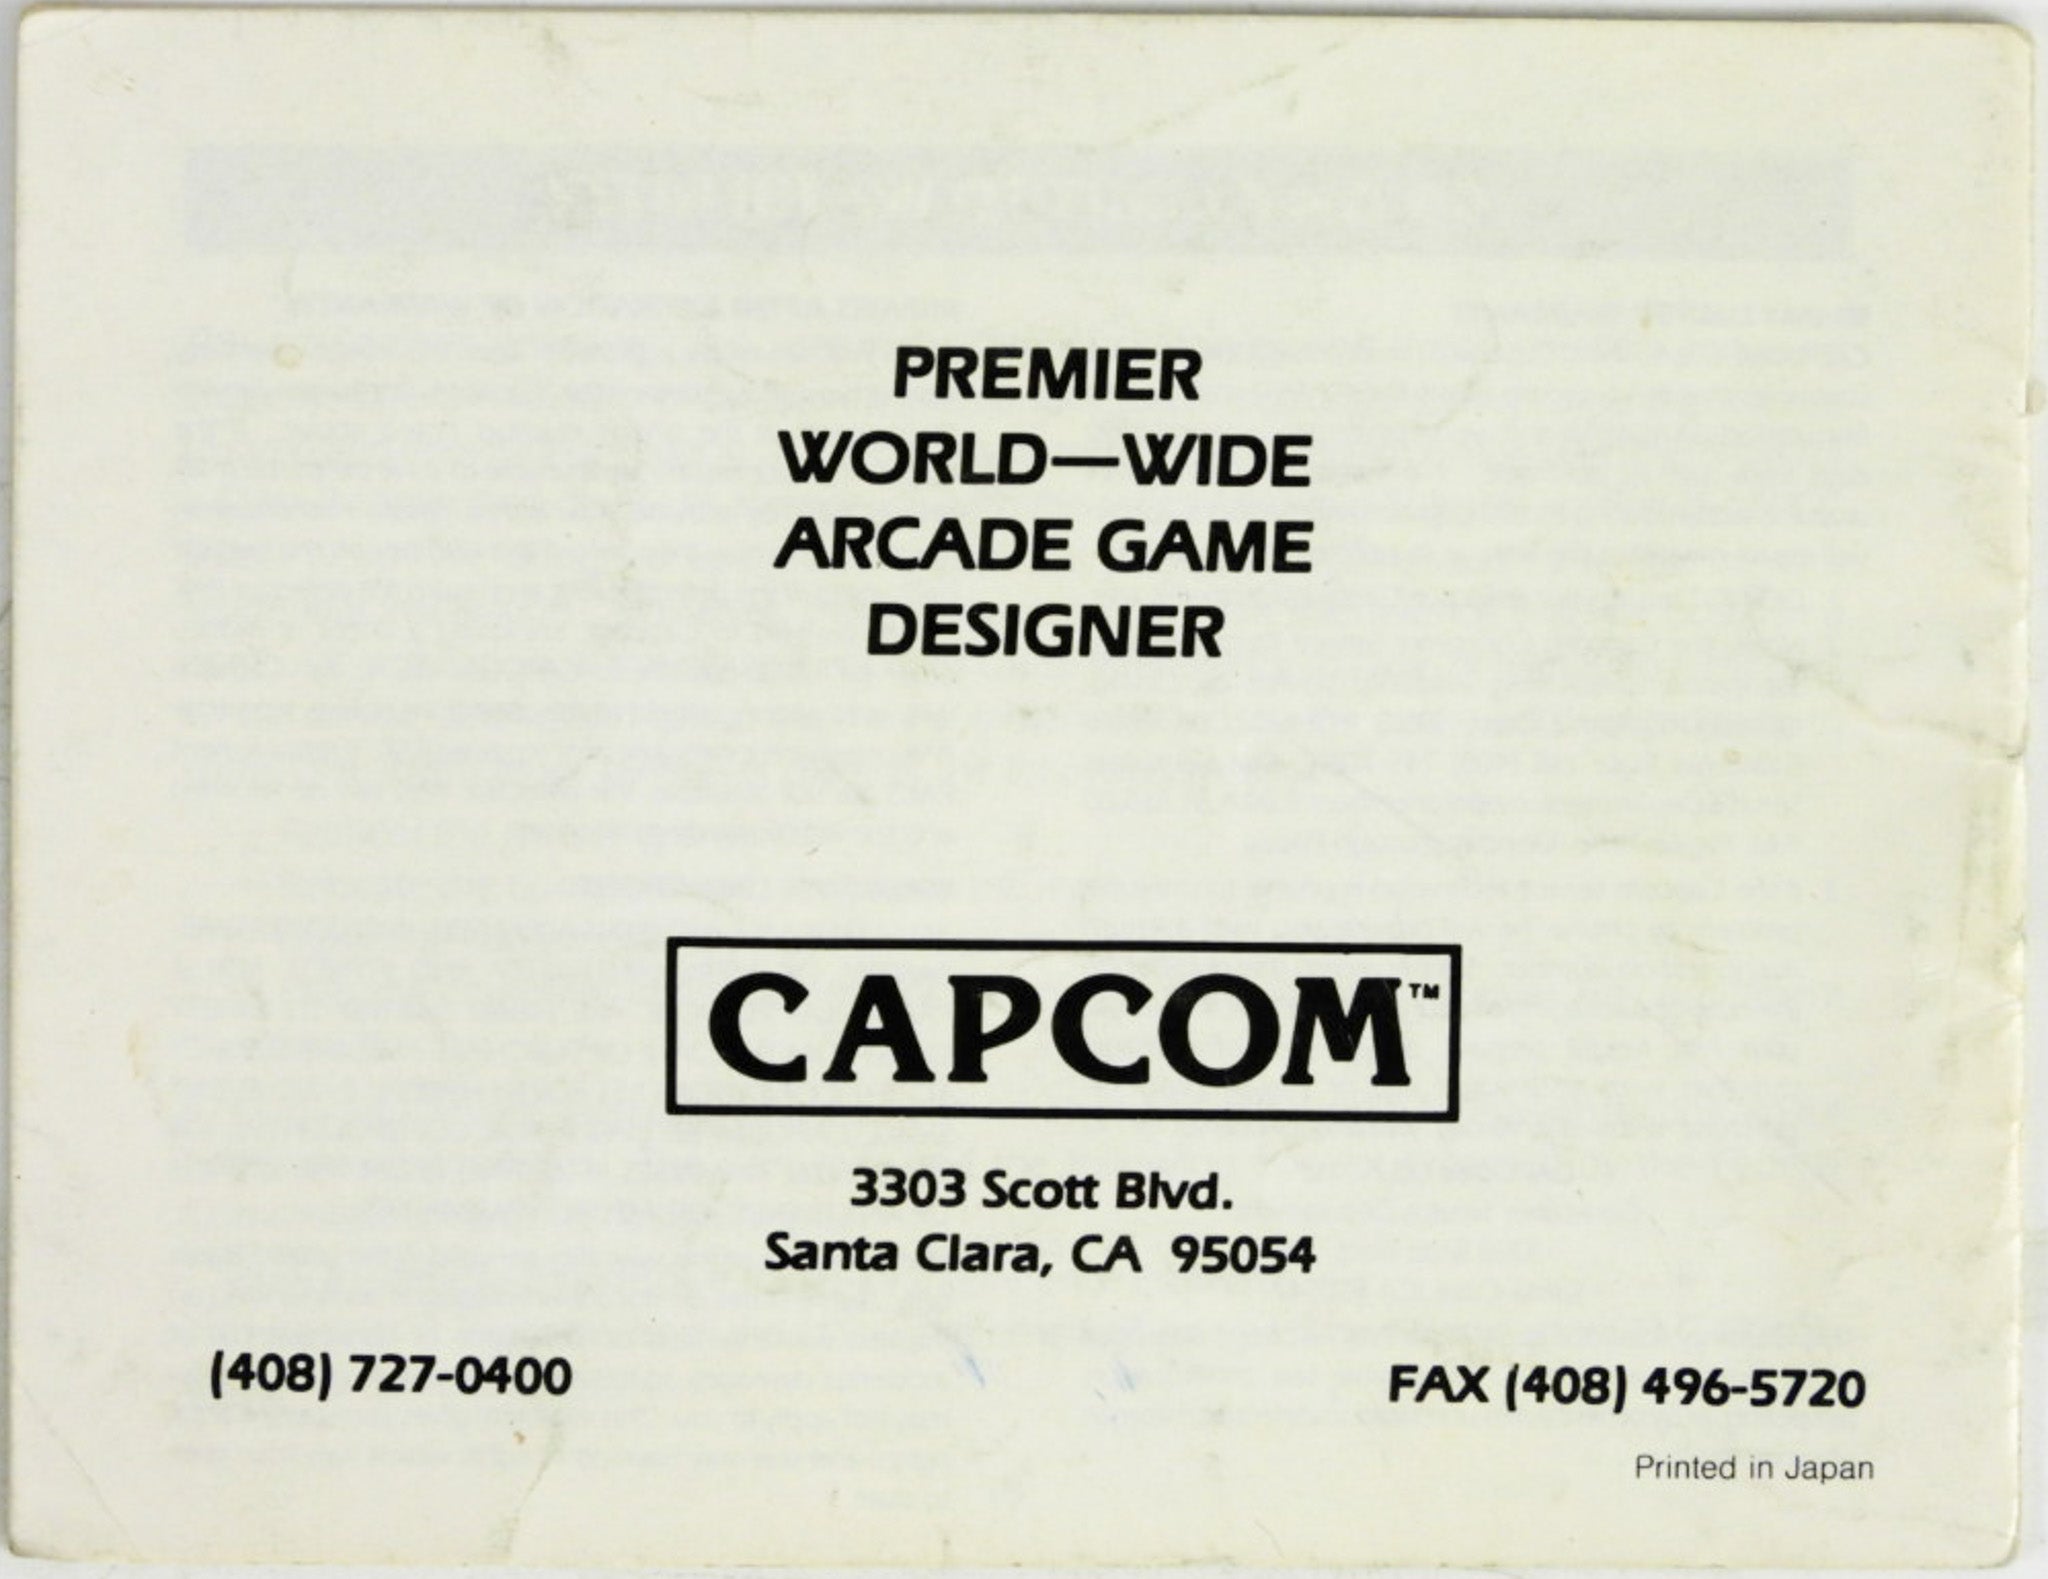 PREMIER
WORLD—WIDE
ARCADE GAME
DESIGNER
CAPCOM™
3303 Scott Blvd.
Santa Clara, CA 95054
(408) 727-0400
FAX (408) 496-5720
Printed in Japan